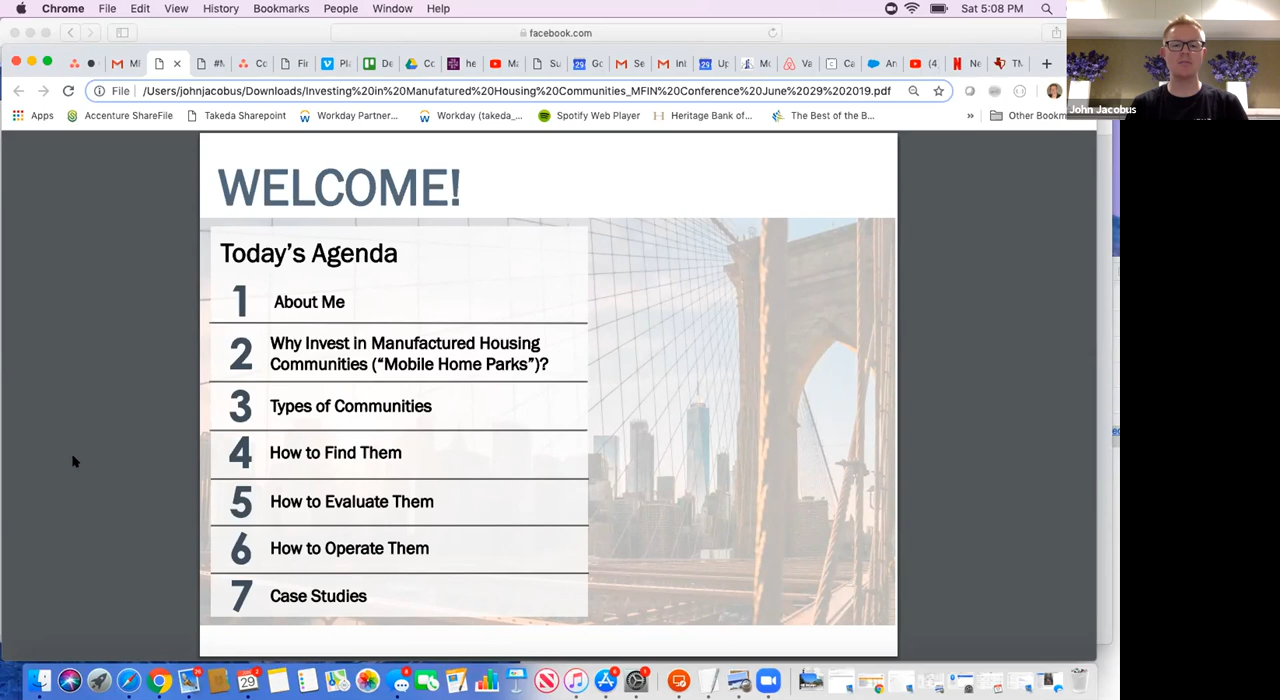 Chrome File Edit View History Bookmarks People Window Help Sat 5:08 PM
facebook.com
File /Users/johnjacobus/Downloads/Investing%20in%20Manufatured%20Housing%20Communities_MFIN%20Conference%20June%2029%202019.pdf
Apps Accenture ShareFile Takeda Sharepoint Workday Partner... Workday (takeda_... Spotify Web Player Heritage Bank of... The Best of the B... » Other Bookm
John Jacobus
WELCOME!
Today's Agenda
1 About Me
2 Why Invest in Manufactured Housing
Communities ("Mobile Home Parks")?
3 Types of Communities
4 How to Find Them
5 How to Evaluate Them
6 How to Operate Them
7 Case Studies